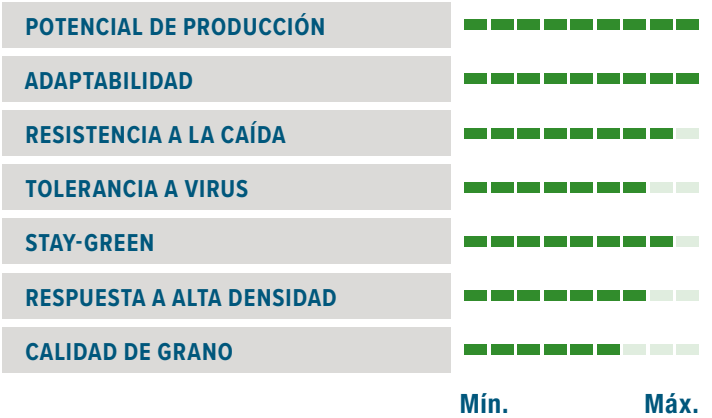 POTENCIAL DE PRODUCCIÓN
ADAPTABILIDAD
RESISTENCIA A LA CAÍDA
TOLERANCIA A VIRUS
STAY-GREEN
RESPUESTA A ALTA DENSIDAD
CALIDAD DE GRANO
Mín. Máx.